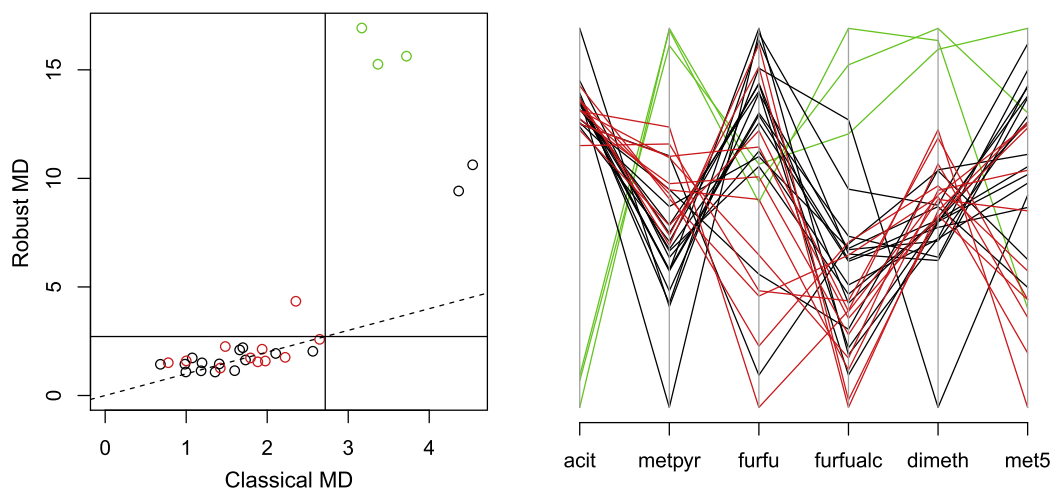 Robust MD
15
10
5
0
0 1 2 3 4
Classical MD
acit metpyr furfu furfualc dimeth met5